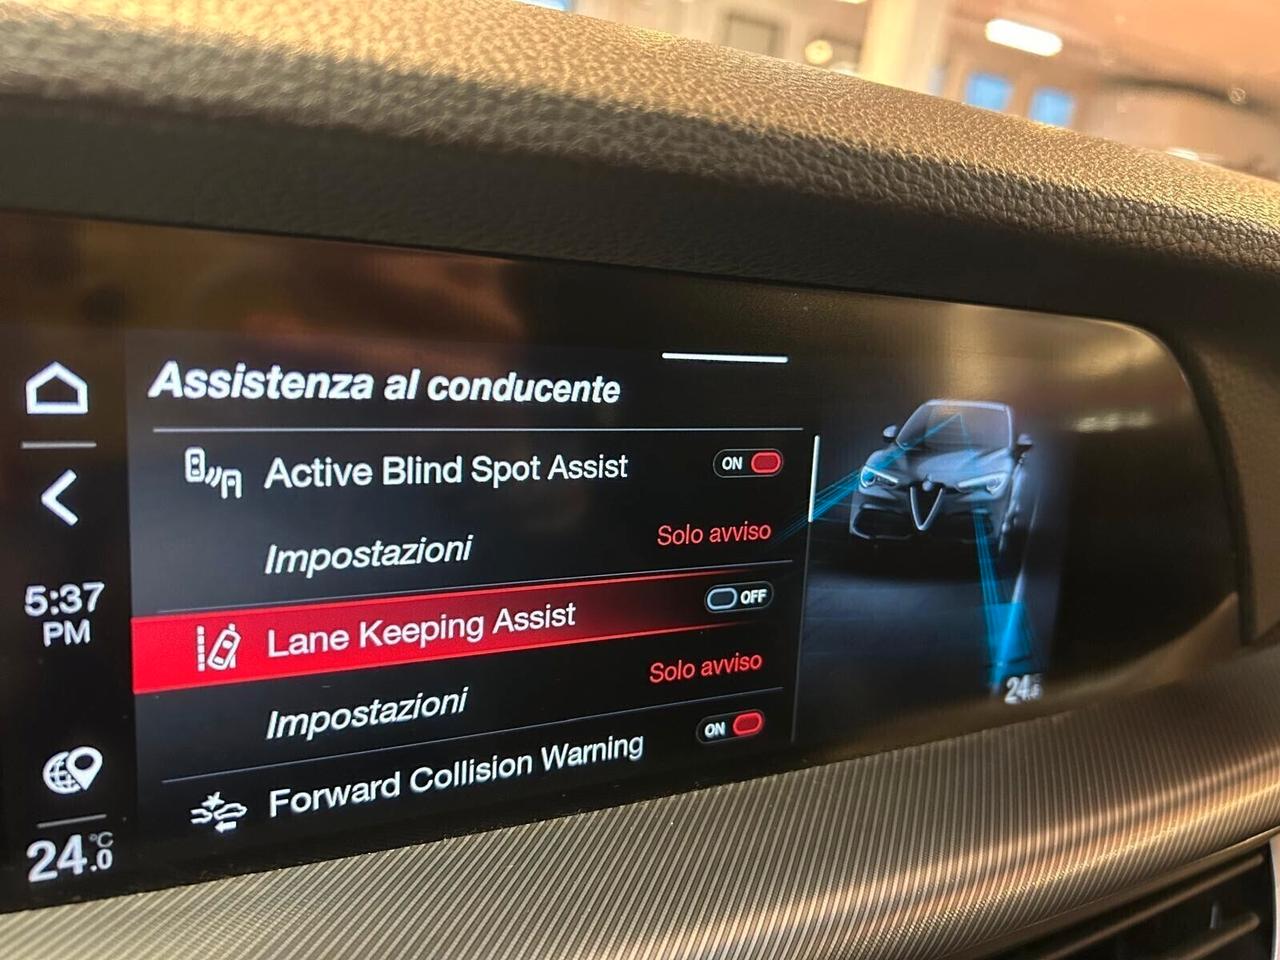 Assistenza al conducente
Active Blind Spot Assist ON
Impostazioni Solo avviso
Lane Keeping Assist OFF
Impostazioni Solo avviso
Forward Collision Warning ON
5:37
PM
24.0 °C
24.